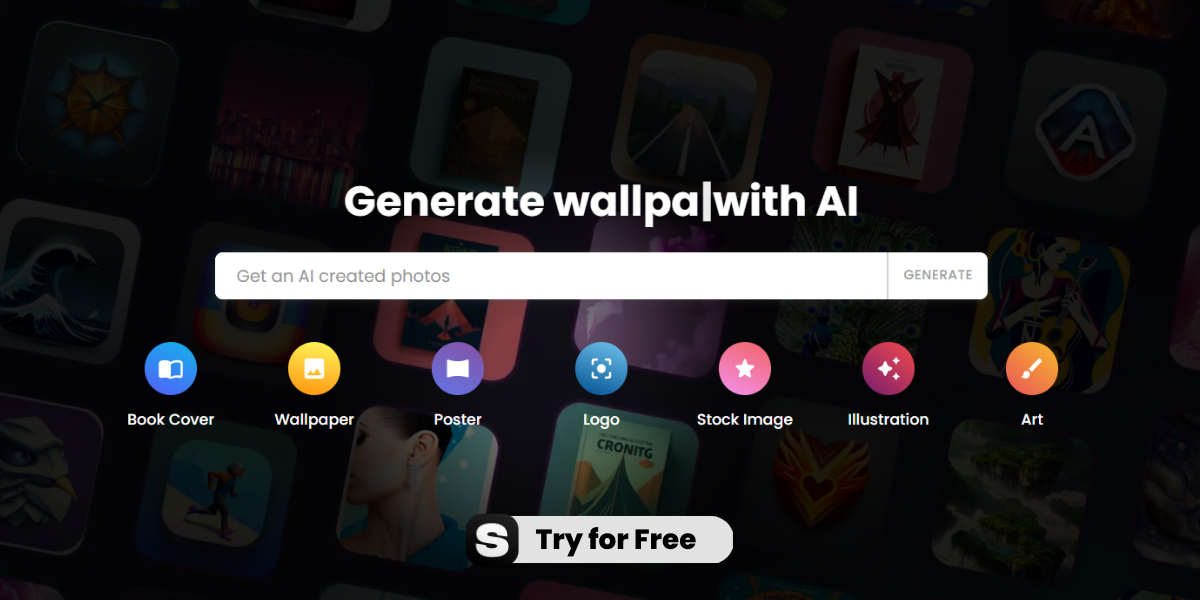 Generate wallpa|with AI
Get an AI created photos
GENERATE
Book Cover
Wallpaper
Poster
Logo
Stock Image
Illustration
Art
A
CRONITG
S
Try for Free